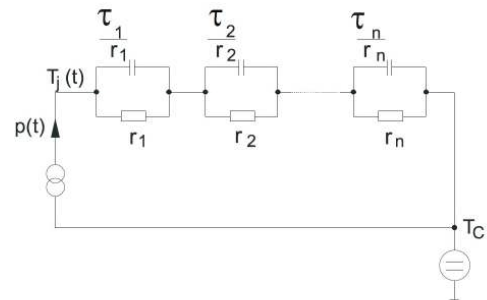 τ1/r1 τ2/r2 τn/rn
Tj (t)
r1 r2 rn
p(t)
TC